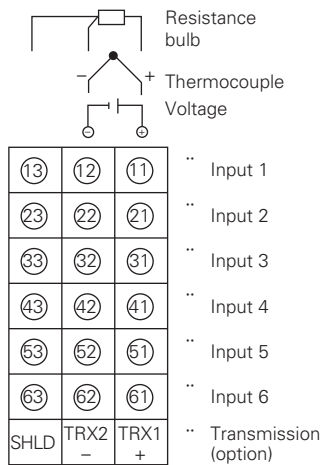 Resistance
bulb
– + Thermocouple
Voltage
⊖ ⊕
13 12 11 ¨ Input 1
23 22 21 ¨ Input 2
33 32 31 ¨ Input 3
43 42 41 ¨ Input 4
53 52 51 ¨ Input 5
63 62 61 ¨ Input 6
SHLD TRX2 – TRX1 + ¨ Transmission
(option)